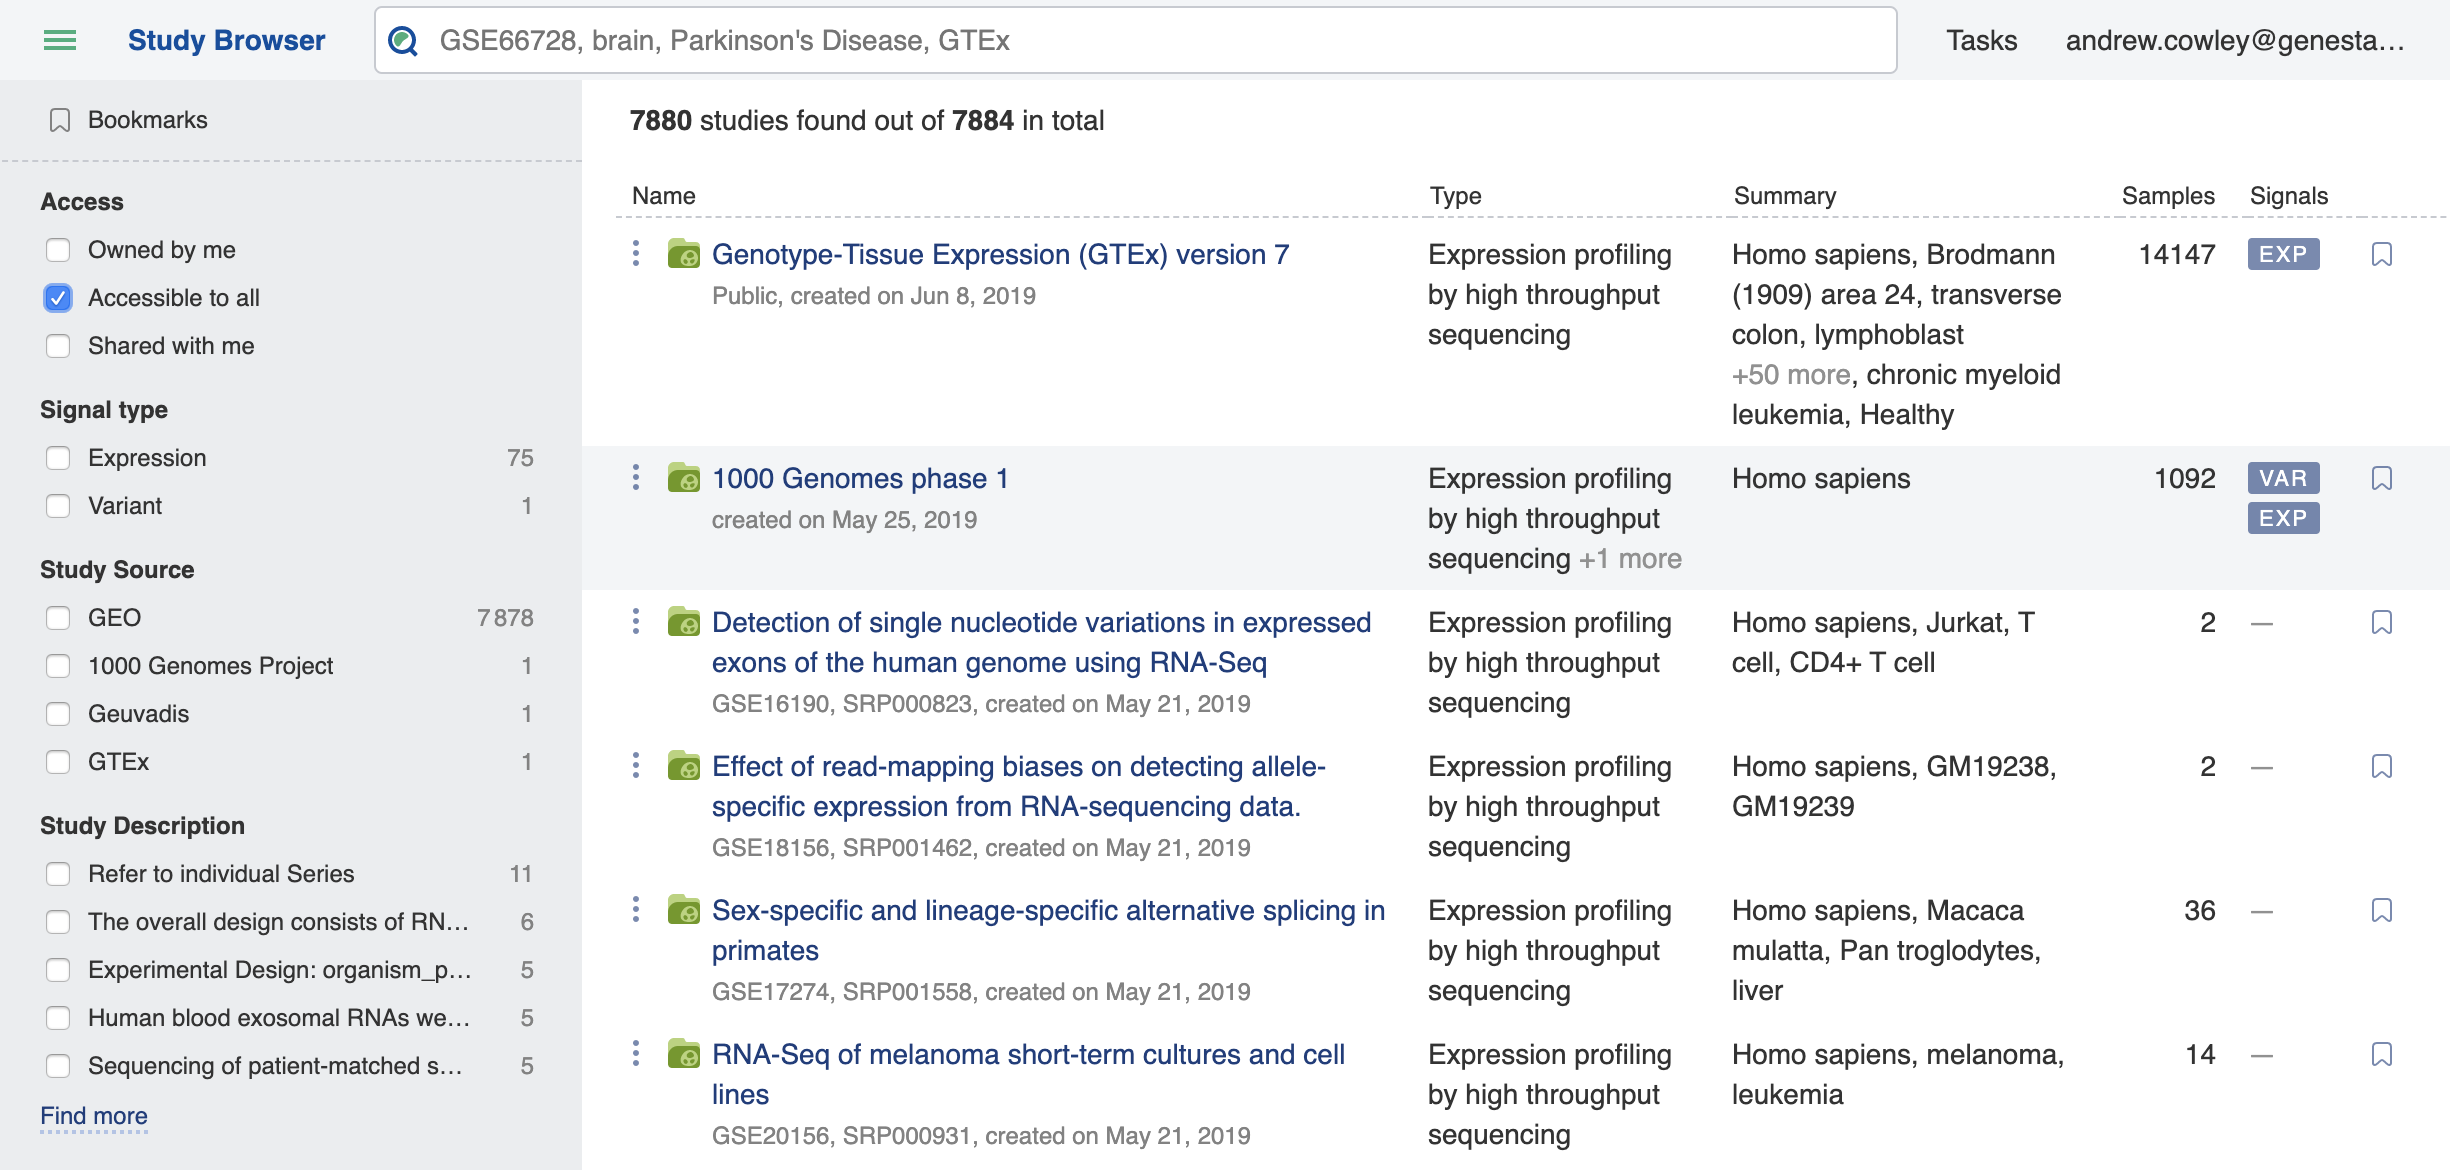 Study Browser
GSE66728, brain, Parkinson's Disease, GTEx
Tasks
andrew.cowley@genesta...
Bookmarks
Access
Owned by me
Accessible to all
Shared with me
Signal type
Expression 75
Variant 1
Study Source
GEO 7 878
1000 Genomes Project 1
Geuvadis 1
GTEx 1
Study Description
Refer to individual Series 11
The overall design consists of RN... 6
Experimental Design: organism_p... 5
Human blood exosomal RNAs we... 5
Sequencing of patient-matched s... 5
Find more
7880 studies found out of 7884 in total
Name Type Summary Samples Signals
Genotype-Tissue Expression (GTEx) version 7
Public, created on Jun 8, 2019
Expression profiling
by high throughput
sequencing
Homo sapiens, Brodmann
(1909) area 24, transverse
colon, lymphoblast
+50 more, chronic myeloid
leukemia, Healthy
14147
EXP
1000 Genomes phase 1
created on May 25, 2019
Expression profiling
by high throughput
sequencing +1 more
Homo sapiens
1092
VAR
EXP
Detection of single nucleotide variations in expressed
exons of the human genome using RNA-Seq
GSE16190, SRP000823, created on May 21, 2019
Expression profiling
by high throughput
sequencing
Homo sapiens, Jurkat, T
cell, CD4+ T cell
2
—
Effect of read-mapping biases on detecting allele-
specific expression from RNA-sequencing data.
GSE18156, SRP001462, created on May 21, 2019
Expression profiling
by high throughput
sequencing
Homo sapiens, GM19238,
GM19239
2
—
Sex-specific and lineage-specific alternative splicing in
primates
GSE17274, SRP001558, created on May 21, 2019
Expression profiling
by high throughput
sequencing
Homo sapiens, Macaca
mulatta, Pan troglodytes,
liver
36
—
RNA-Seq of melanoma short-term cultures and cell
lines
GSE20156, SRP000931, created on May 21, 2019
Expression profiling
by high throughput
sequencing
Homo sapiens, melanoma,
leukemia
14
—